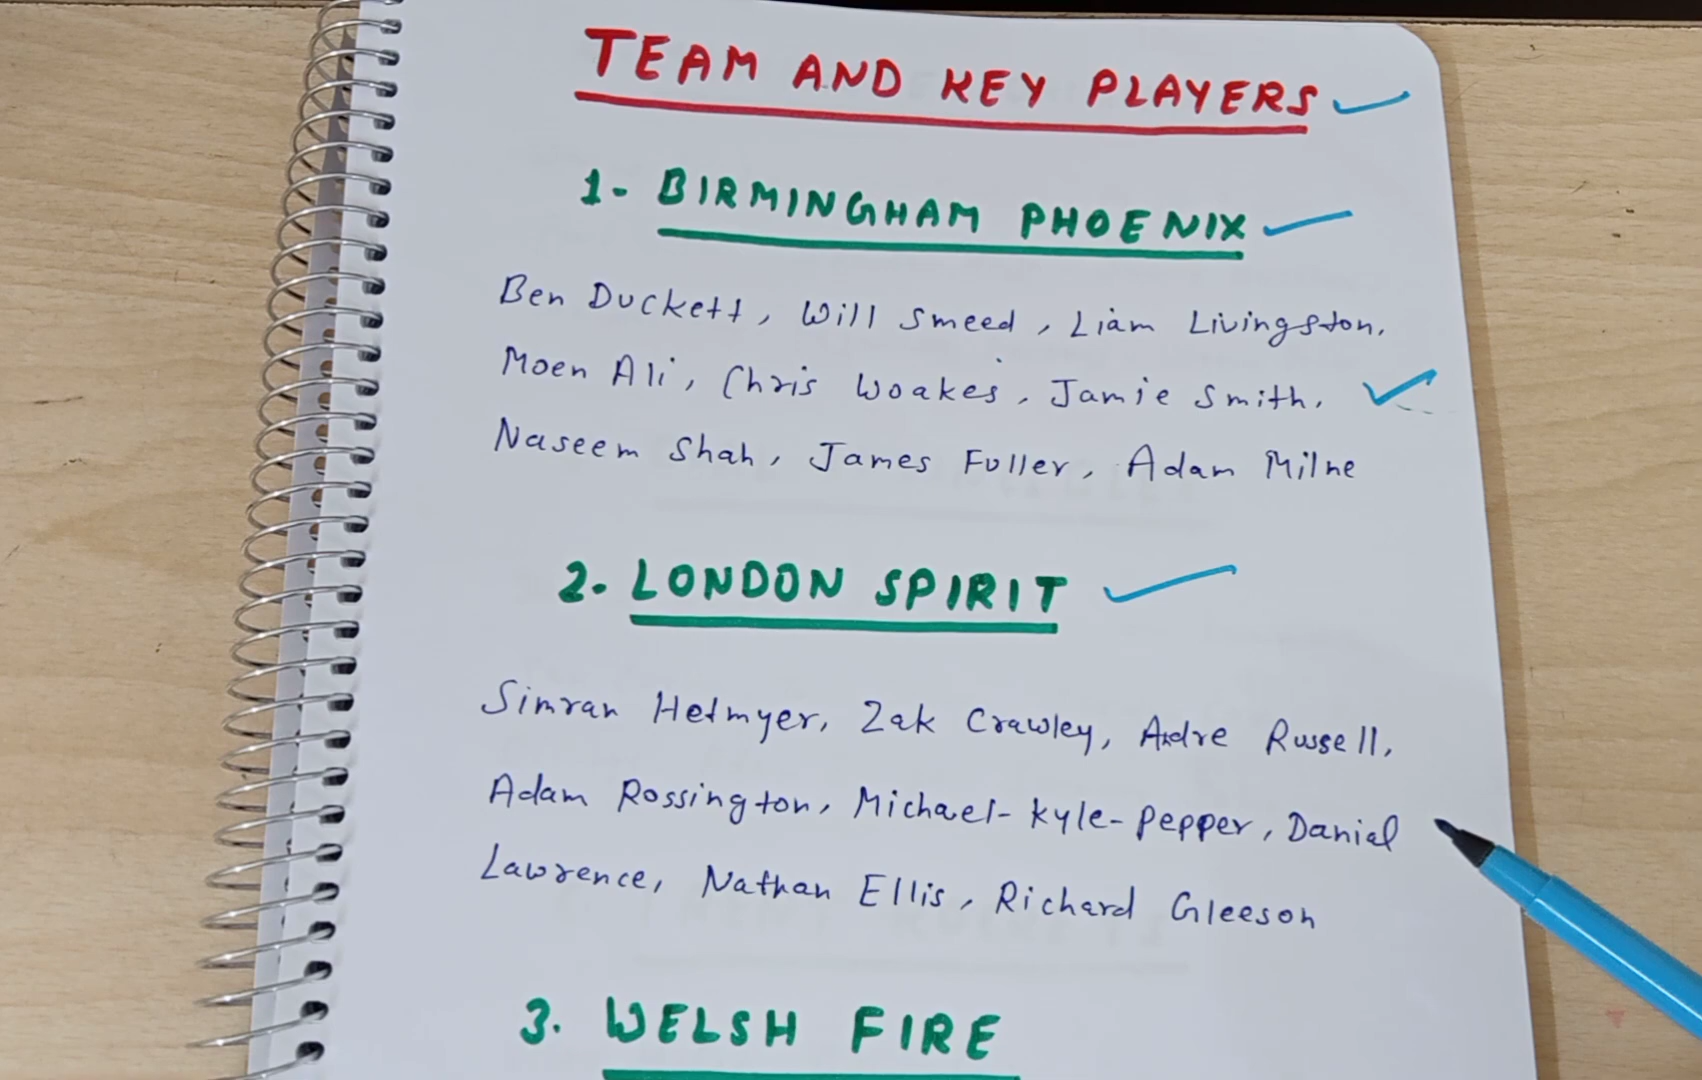 TEAM AND KEY PLAYERS
1- BIRMINGHAM PHOENIX
Ben Duckett, Will Smeed, Liam Livingston,
Moen Ali, Chris Woakes, Jamie Smith,
Naseem Shah, James Fuller, Adam Milne
2. LONDON SPIRIT
Simran Hetmyer, Zak Crawley, Andre Russell,
Adam Rossington, Michael-Kyle-Pepper, Danial
Lawrence, Nathan Ellis, Richard Gleeson
3. WELSH FIRE